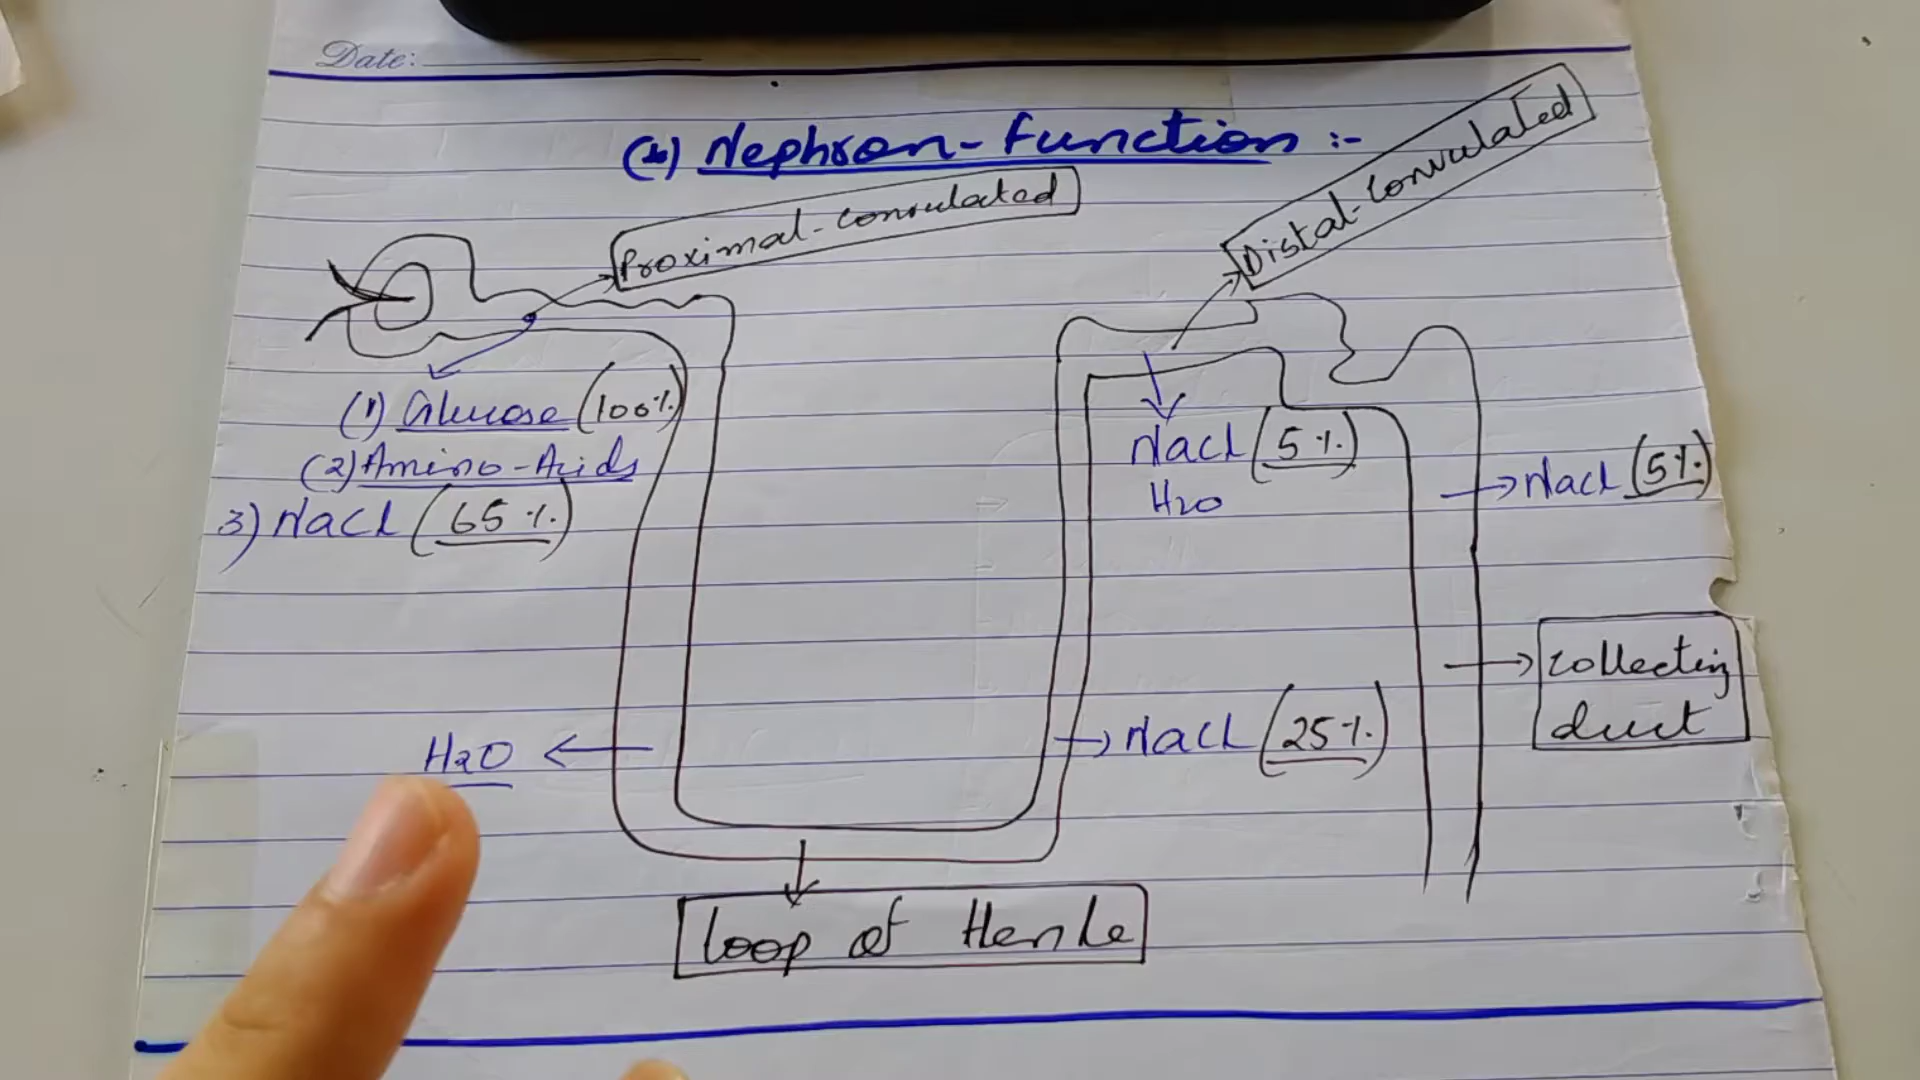 Date:
(2) Nephron-Function :-
Proximal-Convulated
Distal-Convulated
(1) Glucose (100%)
(2) Amino-Acids
3) NaCl (65%)
NaCl (5%)
H2O
NaCl (5%)
Collecting
duct
H2O
NaCl (25%)
Loop of Henle